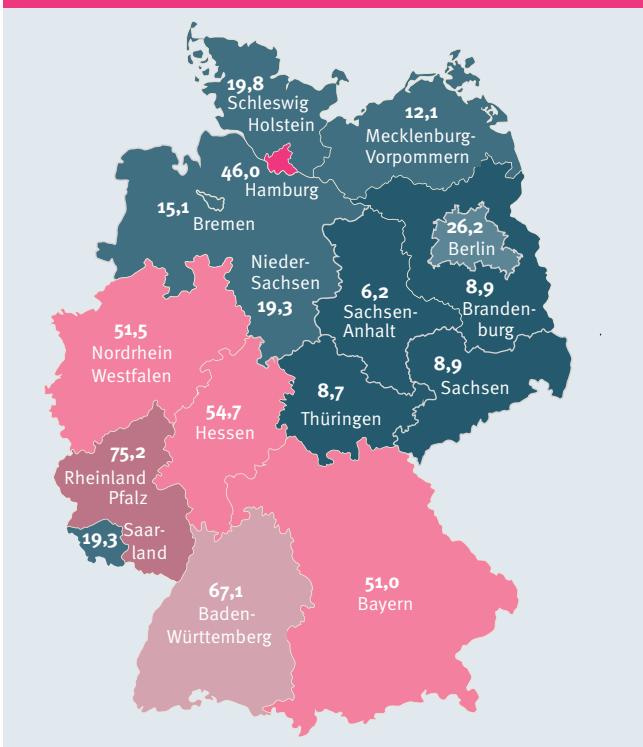 19,8
Schleswig
Holstein
12,1
Mecklenburg-
Vorpommern
46,0
Hamburg
15,1
Bremen
26,2
Berlin
Nieder-
Sachsen
19,3
6,2
Sachsen-
Anhalt
8,9
Branden-
burg
51,5
Nordrhein
Westfalen
8,9
Sachsen
8,7
Thüringen
54,7
Hessen
75,2
Rheinland
Pfalz
19,3
Saar-
land
67,1
Baden-
Württemberg
51,0
Bayern